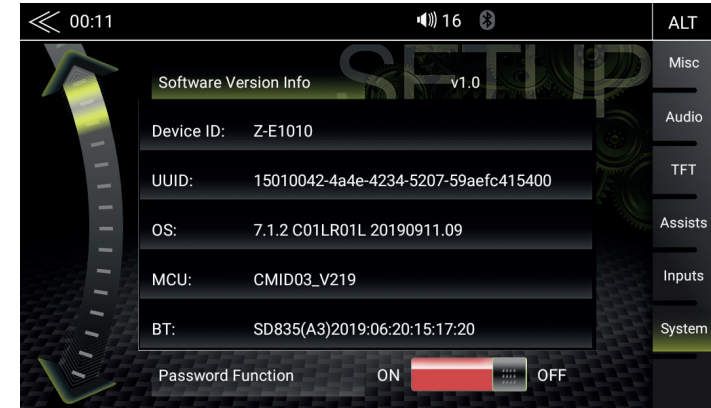 00:11 16 ALT
SETUP
Software Version Info v1.0
Device ID: Z-E1010
UUID: 15010042-4a4e-4234-5207-59aefc415400
OS: 7.1.2 C01LR01L 20190911.09
MCU: CMID03_V219
BT: SD835(A3)2019:06:20:15:17:20
Password Function ON OFF
Misc
Audio
TFT
Assists
Inputs
System